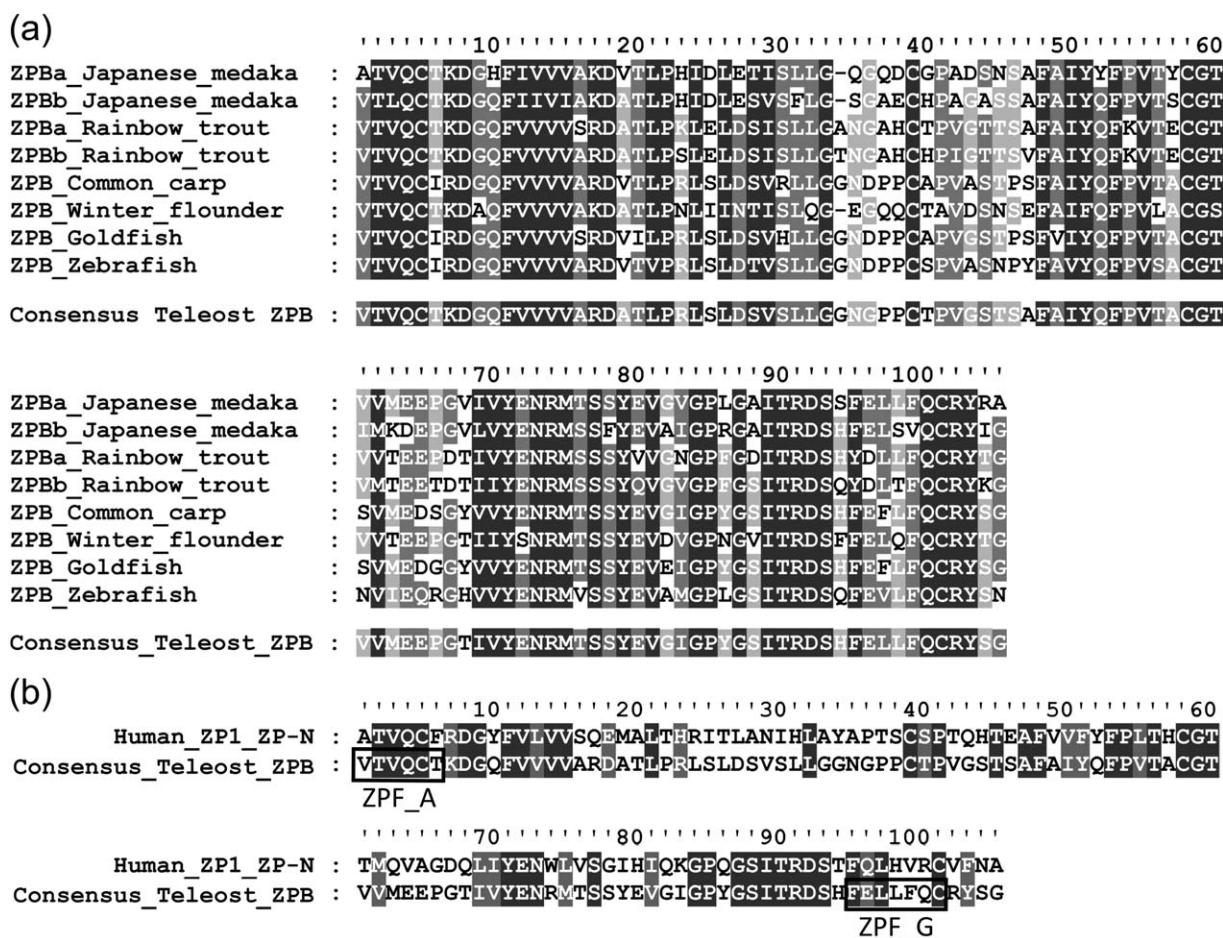 (a)
' ' ' ' ' ' ' ' 10 ' ' ' ' ' ' ' ' 20 ' ' ' ' ' ' ' ' 30 ' ' ' ' ' ' ' ' 40 ' ' ' ' ' ' ' ' 50 ' ' ' ' ' ' ' ' 60
ZPBa_Japanese_medaka : ATVQCTKDGHFIVVVAKDVTLPHIDLETISLLG-QGQDCGPADSNSAFAIYYFPVTYCGT
ZPBb_Japanese_medaka : VTLQCTKDGQFIIVIAKDATLPHIDLESVSFLG-SGAECHPAGASSAFAIYQFPVTSCGT
ZPBa_Rainbow_trout : VTVQCTKDGQFVVVVSRDATLPKLELDSISLLGANGAHCTPVGTTSAFAIYQFKVTECGT
ZPBb_Rainbow_trout : VTVQCTKDGQFVVVVARDATLPSLELDSISLLGTNGAHCHPIGTTSVFAIYQFKVTECGT
ZPB_Common_carp : VTVQCIRDGQFVVVVARDVTLPRLSLDSVRLLGGNDPPCAPVASTPSFAIYQFPVTACGT
ZPB_Winter_flounder : VTVQCTKDAQFVVVVAKDATLPNLIINTISLQG-EGQQCTAVDSNSEFAIFQFPVLACGS
ZPB_Goldfish : VTVQCIRDGQFVVVVSRDVILPRLSLDSVHLLGGNDPPCAPVGSTPSFVIYQFPVTACGT
ZPB_Zebrafish : VTVQCIRDGQFVVVVARDVTVPRLSLDTVSLLGGNDPPCSPVASNPYFAVYQFPVSACGT
Consensus Teleost ZPB : VTVQCTKDGQFVVVVARDATLPRLSLDSVSLLGGNGPPCTPVGSTSAFAIYQFPVTACGT
' ' ' ' ' ' ' ' 70 ' ' ' ' ' ' ' ' 80 ' ' ' ' ' ' ' ' 90 ' ' ' ' ' ' ' 100 ' ' ' ' '
ZPBa_Japanese_medaka : VVMEEPGVIVYENRMTSSYEVGVGPLGAITRDSSFELLFQCRYRA
ZPBb_Japanese_medaka : IMKDEPGVLVYENRMSSFYEVAIGPRGAITRDSHFELSVQCRYIG
ZPBa_Rainbow_trout : VVTEEPDTIVYENRMSSSYVVGNGPFGDITRDSHYDLLFQCRYTG
ZPBb_Rainbow_trout : VMTEETDTIIYENRMSSSYQVGVGPFGSITRDSQYDLTFQCRYKG
ZPB_Common_carp : SVMEDSGYVVYENRMTSSYEVGIGPYGSITRDSHFEFLFQCRYSG
ZPB_Winter_flounder : VVTEEPGTIIYSNRMTSSYEVDVGPNGVITRDSFFELQFQCRYTG
ZPB_Goldfish : SVMEDGGYVVYENRMTSSYEVEIGPYGSITRDSHFEFLFQCRYSG
ZPB_Zebrafish : NVIEQRGHVVYENRMVSSYEVAMGPLGSITRDSQFEVLFQCRYSN
Consensus_Teleost_ZPB : VVMEEPGTIVYENRMTSSYEVGIGPYGSITRDSHFELLFQCRYSG
(b)
' ' ' ' ' ' ' ' 10 ' ' ' ' ' ' ' ' 20 ' ' ' ' ' ' ' ' 30 ' ' ' ' ' ' ' ' 40 ' ' ' ' ' ' ' ' 50 ' ' ' ' ' ' ' ' 60
Human_ZP1_ZP-N : ATVQCFRDGYFVLVVSQEMALTHRITLANIHLAYAPTSCSPTQHTEAFVVFYFPLTHCGT
Consensus_Teleost_ZPB : VTVQCTKDGQFVVVVARDATLPRLSLDSVSLLGGNGPPCTPVGSTSAFAIYQFPVTACGT
ZPF_A
' ' ' ' ' ' ' ' 70 ' ' ' ' ' ' ' ' 80 ' ' ' ' ' ' ' ' 90 ' ' ' ' ' ' ' 100 ' ' ' ' '
Human_ZP1_ZP-N : TMQVAGDQLIYENWLVSGIHIQKGPQGSITRDSTFQLHVRCVFNA
Consensus_Teleost_ZPB : VVMEEPGTIVYENRMTSSYEVGIGPYGSITRDSHFELLFQCRYSG
ZPF_G